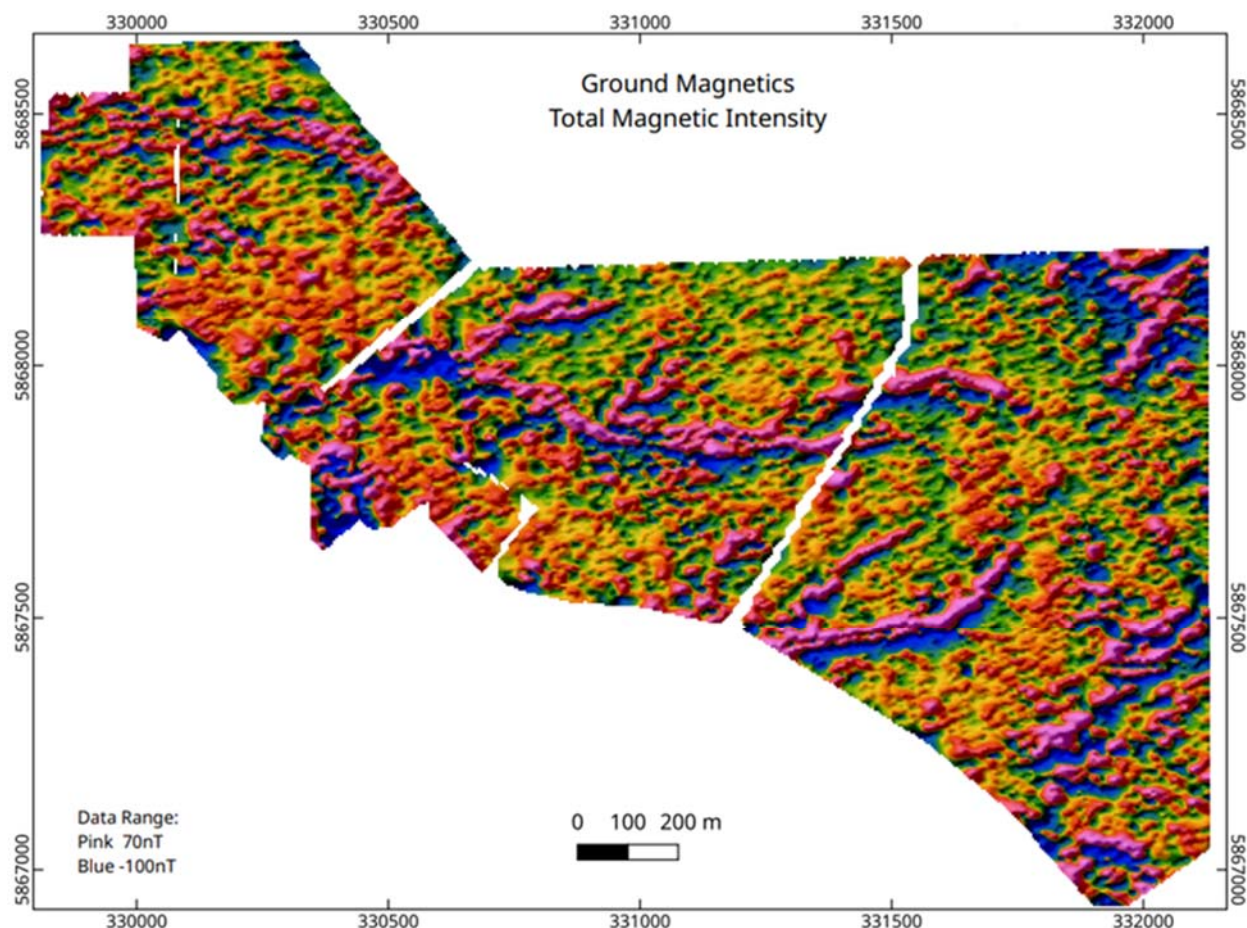 330000 330500 331000 331500 332000
Ground Magnetics
Total Magnetic Intensity
5868500 5868500
5868000 5868000
5867500 5867500
5867000 5867000
Data Range:
Pink 70nT
Blue -100nT
0 100 200 m
330000 330500 331000 331500 332000